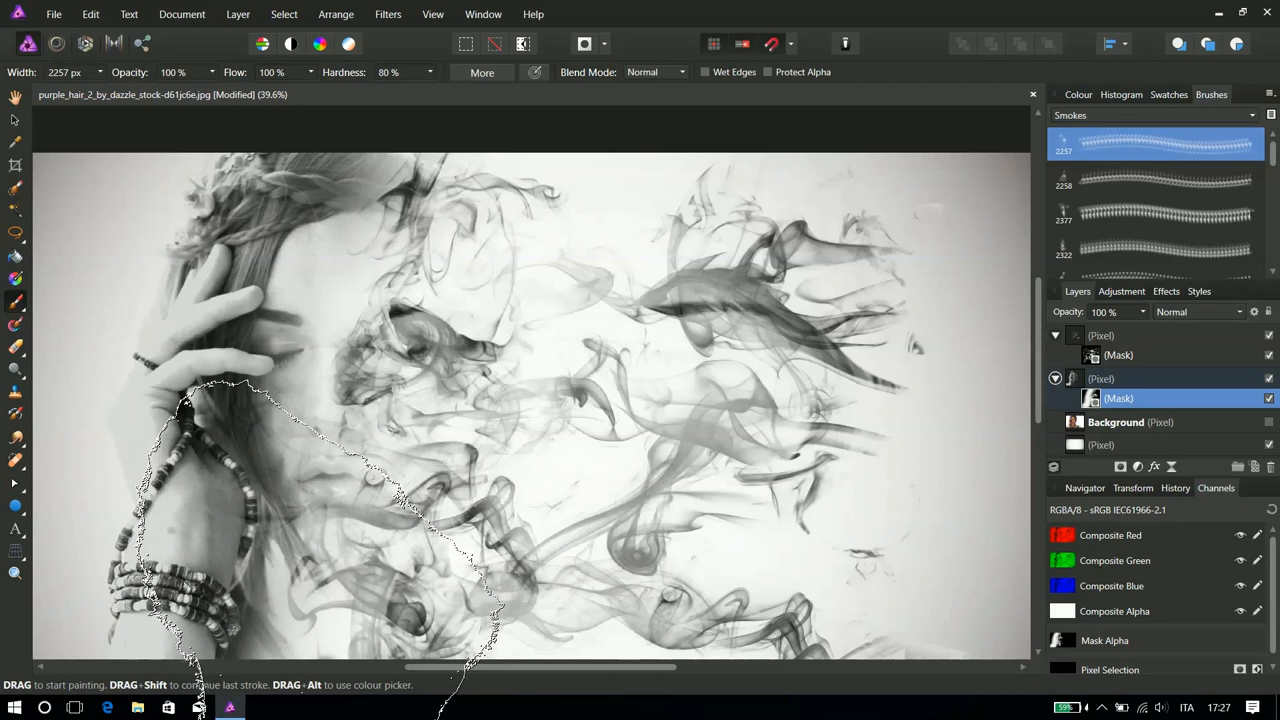 File Edit Text Document Layer Select Arrange Filters View Window Help
Width: 2257 px Opacity: 100 % Flow: 100 % Hardness: 80 % More Blend Mode: Normal Wet Edges Protect Alpha
purple_hair_2_by_dazzle_stock-d61jc6e.jpg [Modified] (39.6%)
Colour Histogram Swatches Brushes
Smokes
2257
2258
2377
2322
Layers Adjustment Effects Styles
Opacity: 100 % Normal
(Pixel)
(Mask)
(Pixel)
(Mask)
Background (Pixel)
(Pixel)
Navigator Transform History Channels
RGBA/8 - sRGB IEC61966-2.1
Composite Red
Composite Green
Composite Blue
Composite Alpha
Mask Alpha
Pixel Selection
DRAG to start painting. DRAG+Shift to continue last stroke. DRAG+Alt to use colour picker.
59% ITA 17:27